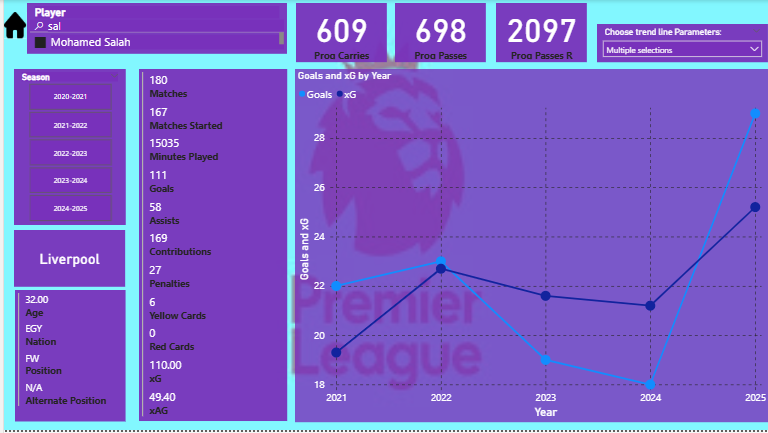 Player
sal
Mohamed Salah
609
Prog Carries
698
Prog Passes
2097
Prog Passes R
Choose trend line Parameters:
Multiple selections
Season
2020-2021
2021-2022
2022-2023
2023-2024
2024-2025
Liverpool
32.00
Age
EGY
Nation
FW
Position
N/A
Alternate Position
180
Matches
167
Matches Started
15035
Minutes Played
111
Goals
58
Assists
169
Contributions
27
Penalties
6
Yellow Cards
0
Red Cards
110.00
xG
49.40
xAG
Goals and xG by Year
Goals xG
Goals and xG
28
26
24
22
20
18
2021 2022 2023 2024 2025
Year
Premier
League